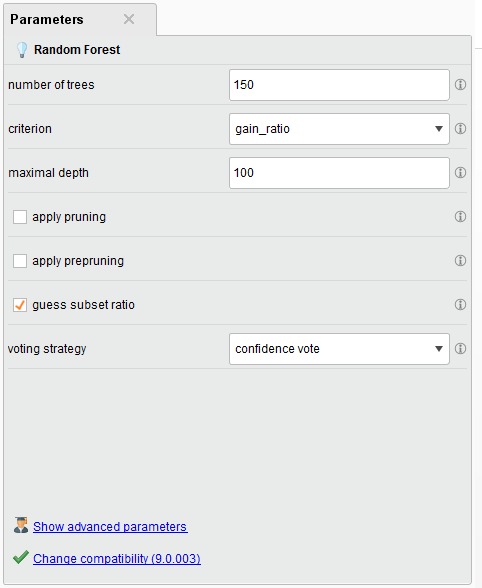 Parameters
Random Forest
number of trees 150
criterion gain_ratio
maximal depth 100
apply pruning
apply prepruning
guess subset ratio
voting strategy confidence vote
Show advanced parameters
Change compatibility (9.0.003)